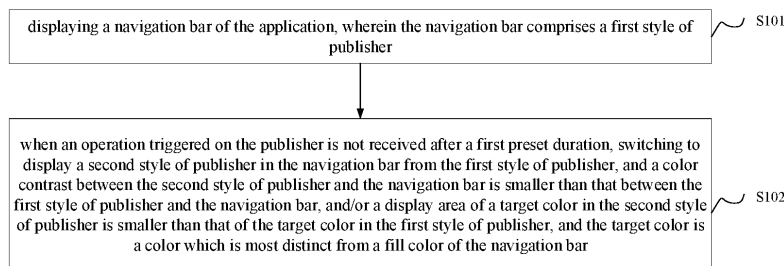 displaying a navigation bar of the application, wherein the navigation bar comprises a first style of
publisher
S101
when an operation triggered on the publisher is not received after a first preset duration, switching to
display a second style of publisher in the navigation bar from the first style of publisher, and a color
contrast between the second style of publisher and the navigation bar is smaller than that between the
first style of publisher and the navigation bar, and/or a display area of a target color in the second style
of publisher is smaller than that of the target color in the first style of publisher, and the target color is
a color which is most distinct from a fill color of the navigation bar
S102